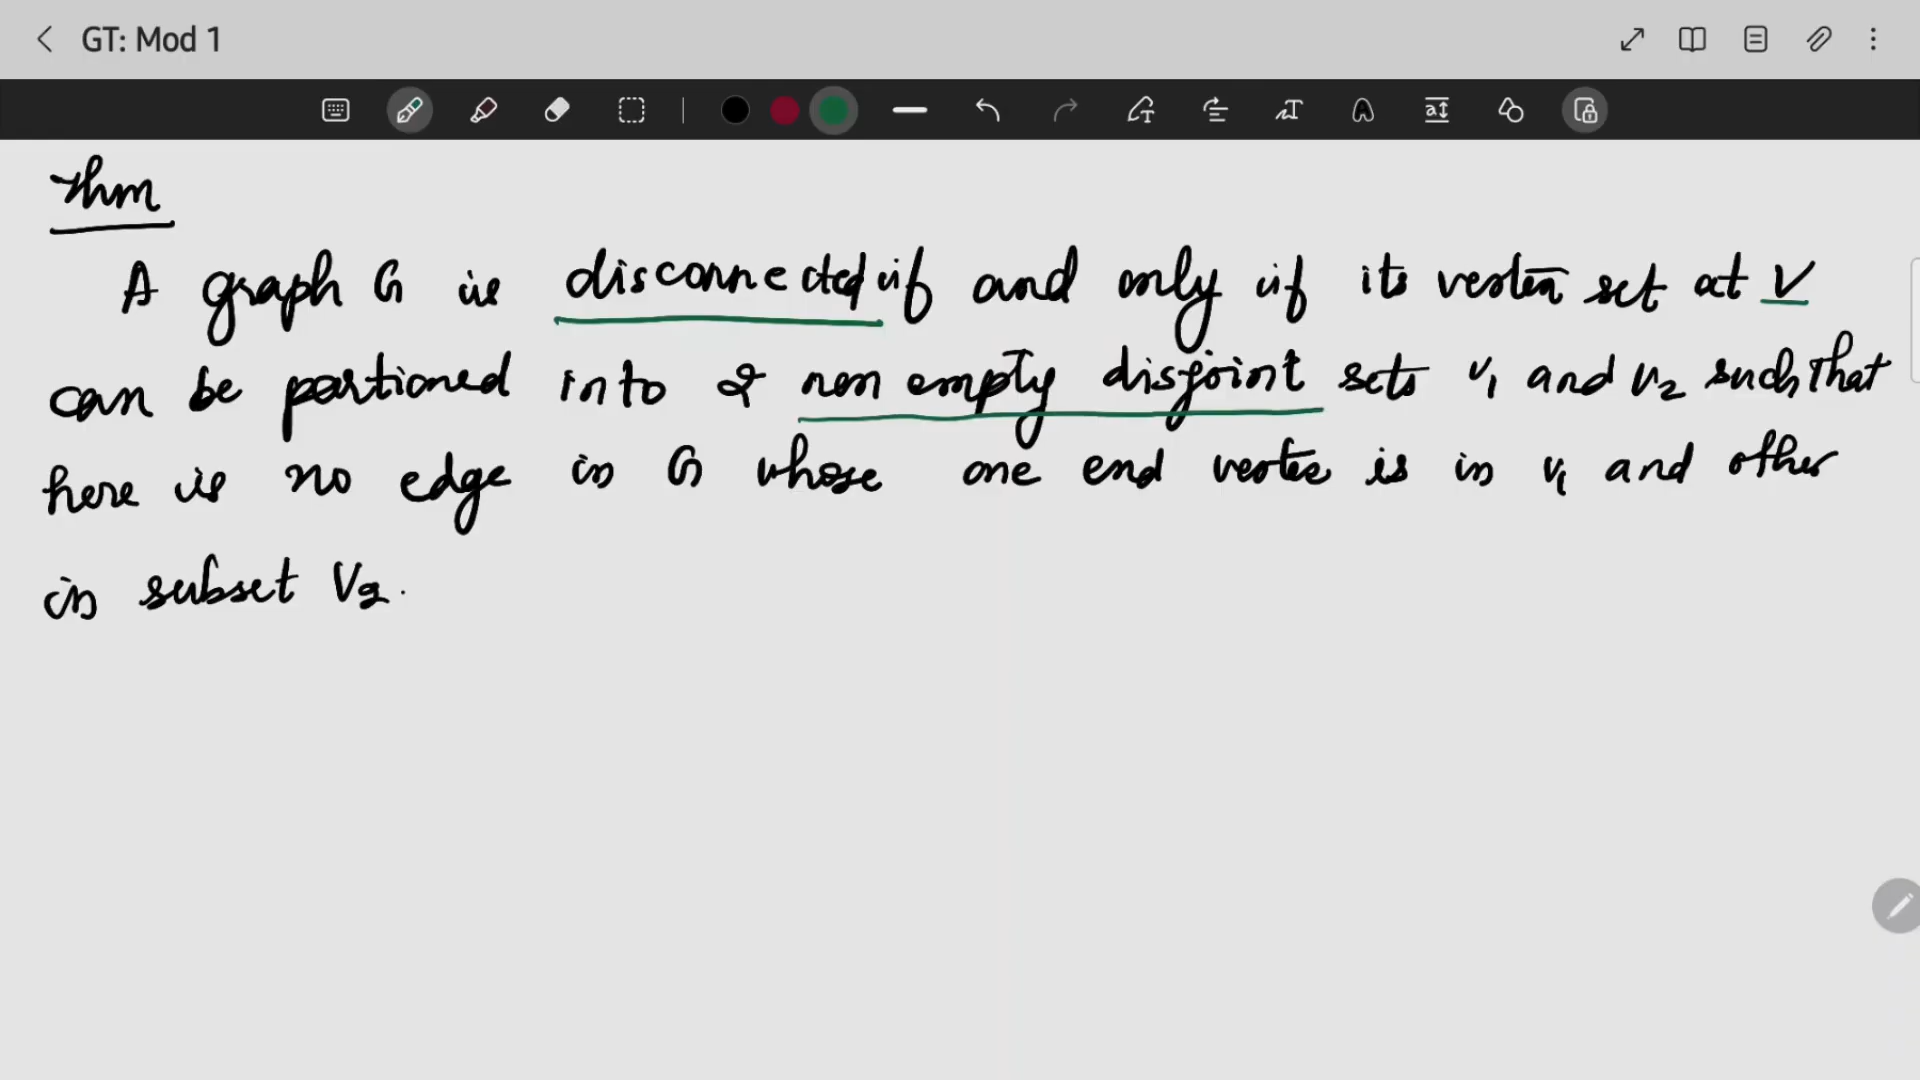 GT: Mod 1
Thm
A graph G is disconnected if and only if its vertex set at V
can be partioned into 2 non empty disjoint sets V1 and V2 such that
here is no edge in G whose one end vertex is in V1 and other
in subset V2.